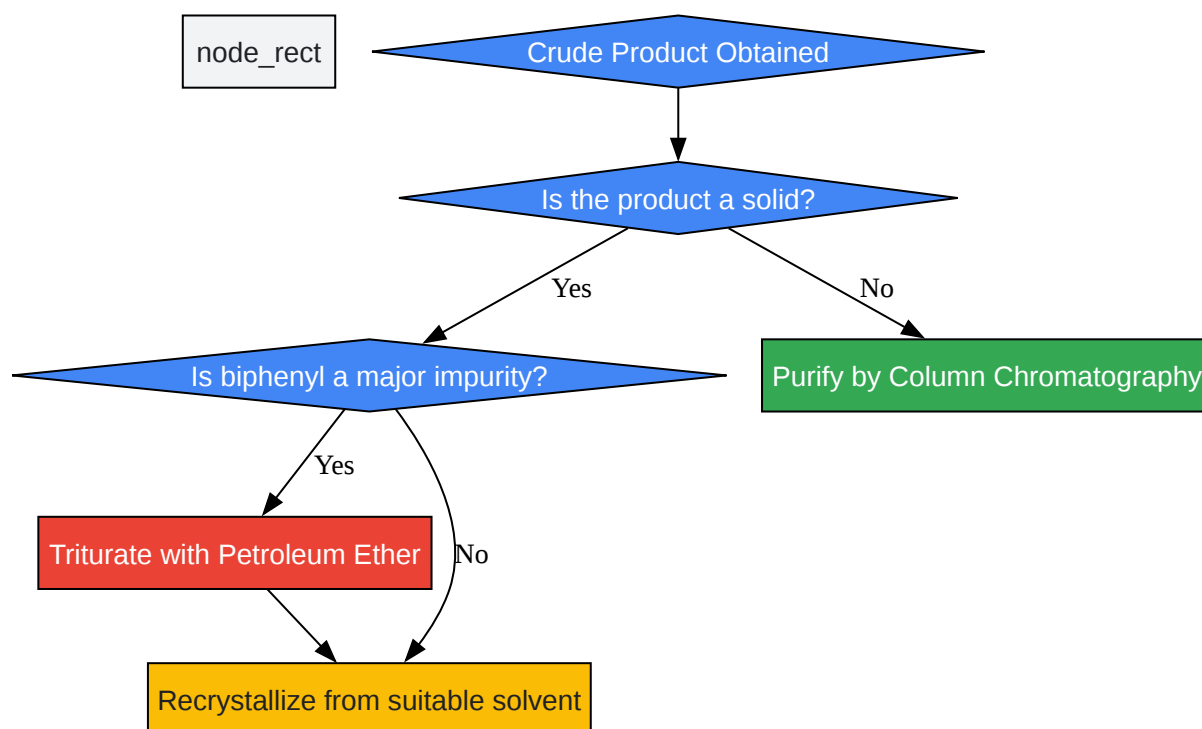 node_rect
Crude Product Obtained
Is the product a solid?
Yes
No
Is biphenyl a major impurity?
Purify by Column Chromatography
Yes
Triturate with Petroleum Ether
No
Recrystallize from suitable solvent